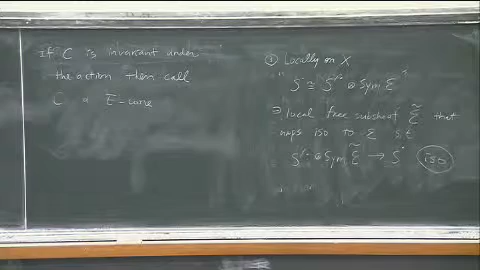 If C is invariant under
the action then call
C a E-cone
① Locally on X
" S ≅ S'/· ⊗ Sym E "
∃ local free subsheaf Ẽ that
maps iso to E s.t
⊗ Sym Ẽ → S iso